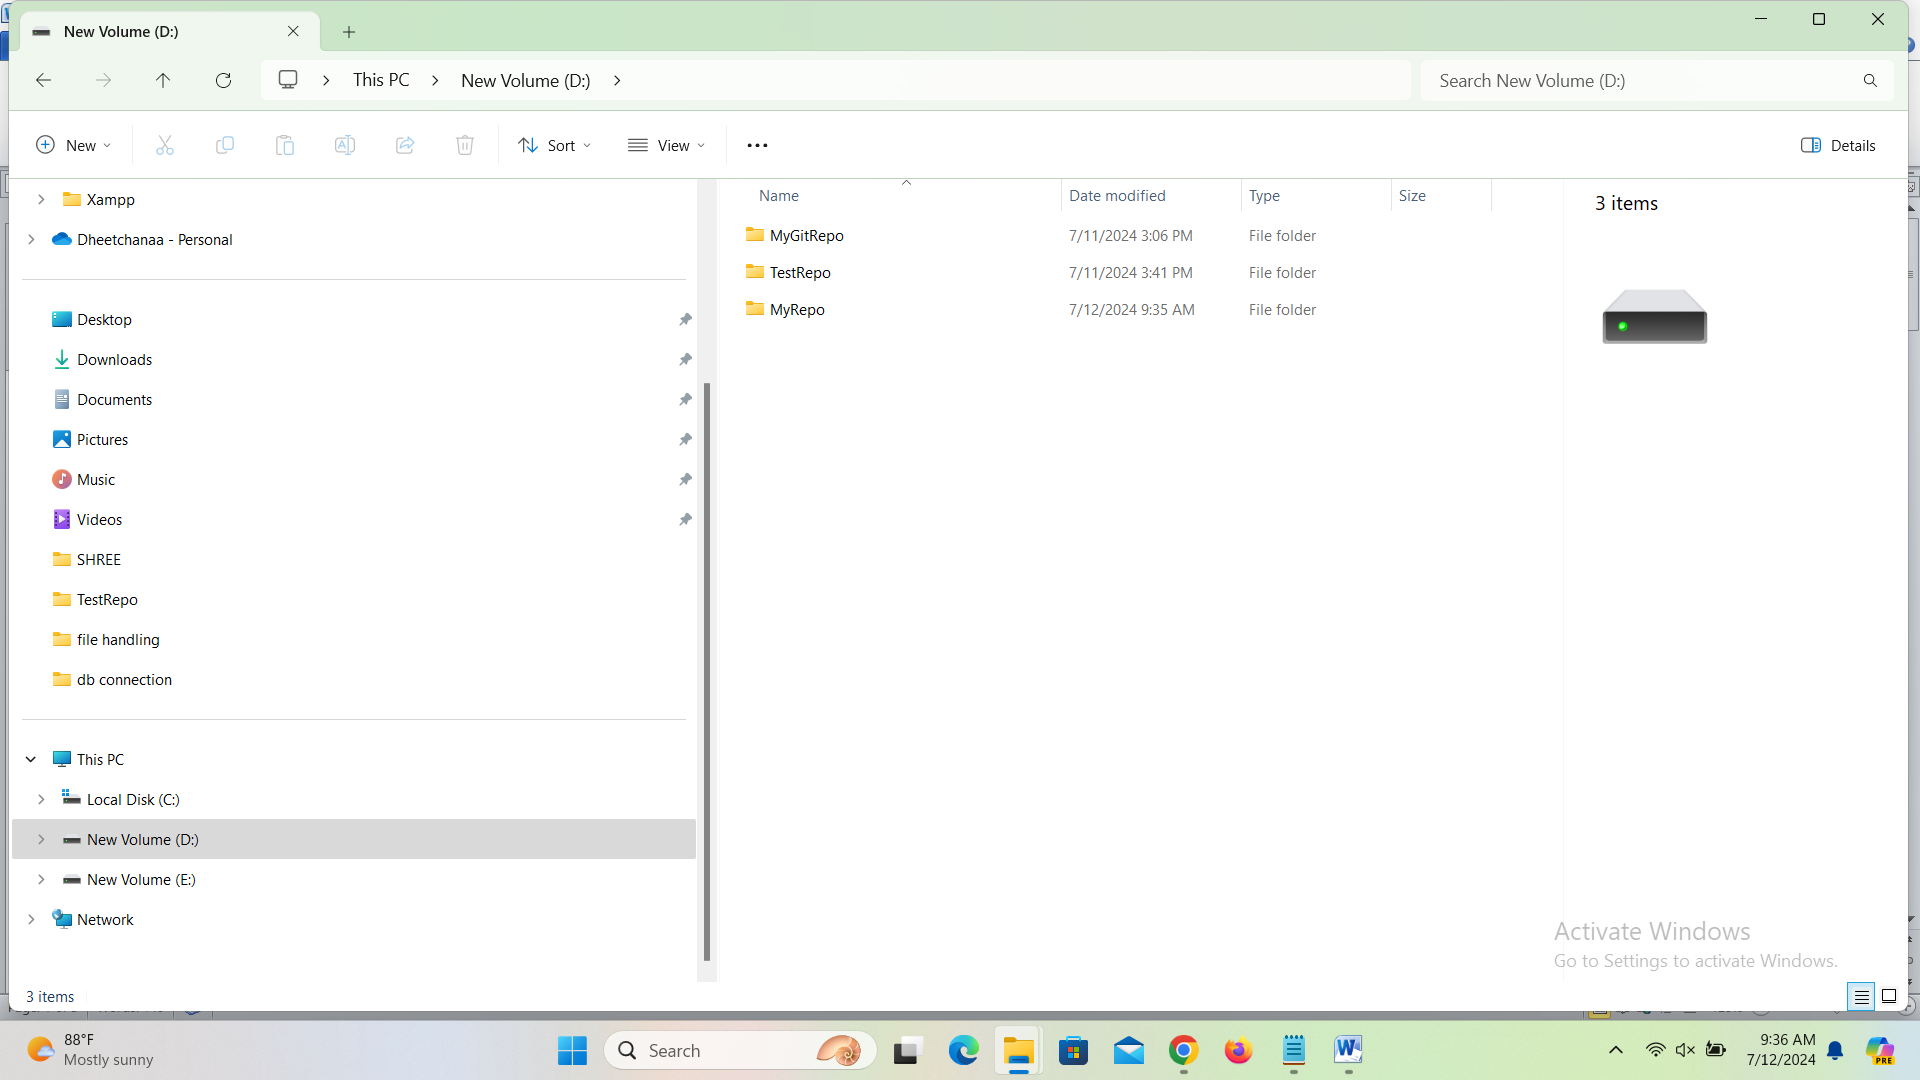 New Volume (D:)
This PC > New Volume (D:) >
Search New Volume (D:)
New
Sort
View
Details
Xampp
Dheetchanaa - Personal
Desktop
Downloads
Documents
Pictures
Music
Videos
SHREE
TestRepo
file handling
db connection
This PC
Local Disk (C:)
New Volume (D:)
New Volume (E:)
Network
Name Date modified Type Size
MyGitRepo 7/11/2024 3:06 PM File folder
TestRepo 7/11/2024 3:41 PM File folder
MyRepo 7/12/2024 9:35 AM File folder
3 items
Activate Windows
Go to Settings to activate Windows.
3 items
88°F
Mostly sunny
Search
9:36 AM
7/12/2024
PRE